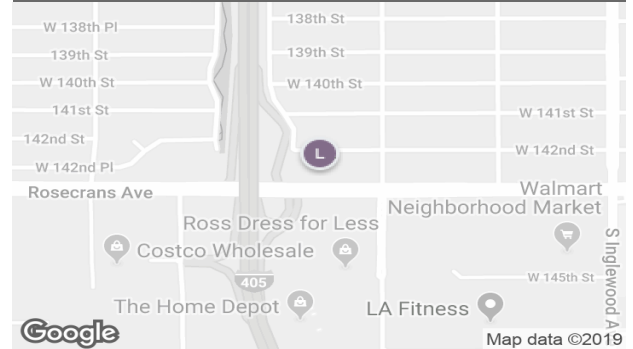 138th St
W 138th Pl
139th St
139th St
W 140th St
W 140th St
141st St
W 141st St
142nd St
W 142nd St
L
W 142nd Pl
Rosecrans Ave
Walmart
Neighborhood Market
Ross Dress for Less
Costco Wholesale
S Inglewood A
W 145th St
405
The Home Depot
LA Fitness
Google
Map data ©2019